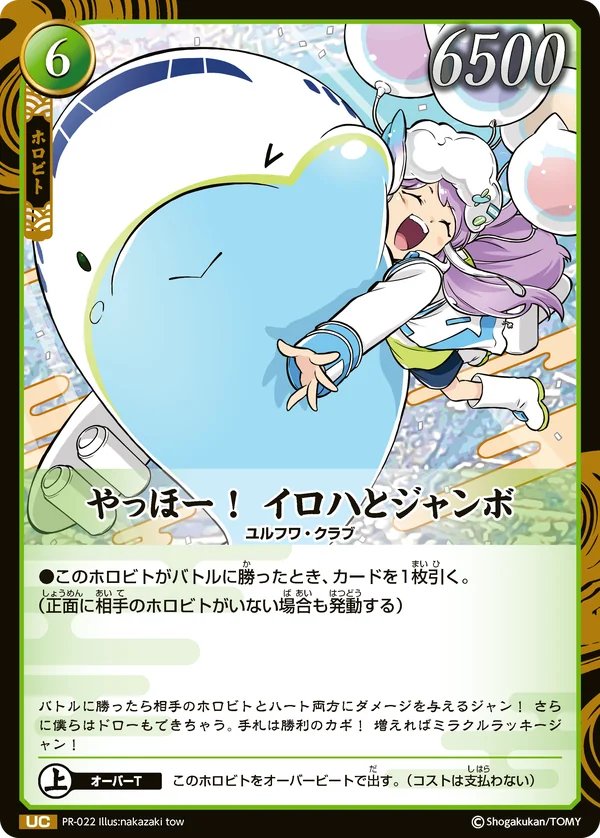 6
6500
ホロビト
やっほー！ イロハとジャンボ
ユルフワ・クラブ
●このホロビトがバトルに勝ったとき、カードを1枚引く。
（正面に相手のホロビトがいない場合も発動する）
バトルに勝ったら相手のホロビトとハート両方にダメージを与えるジャン！ さら
に僕らはドローもできちゃう。手札は勝利のカギ！ 増えればミラクルラッキージ
ャン！
上 オーバーT このホロビトをオーバービートで出す。（コストは支払わない）
UC PR-022 Illus:nakazaki tow ©Shogakukan/TOMY